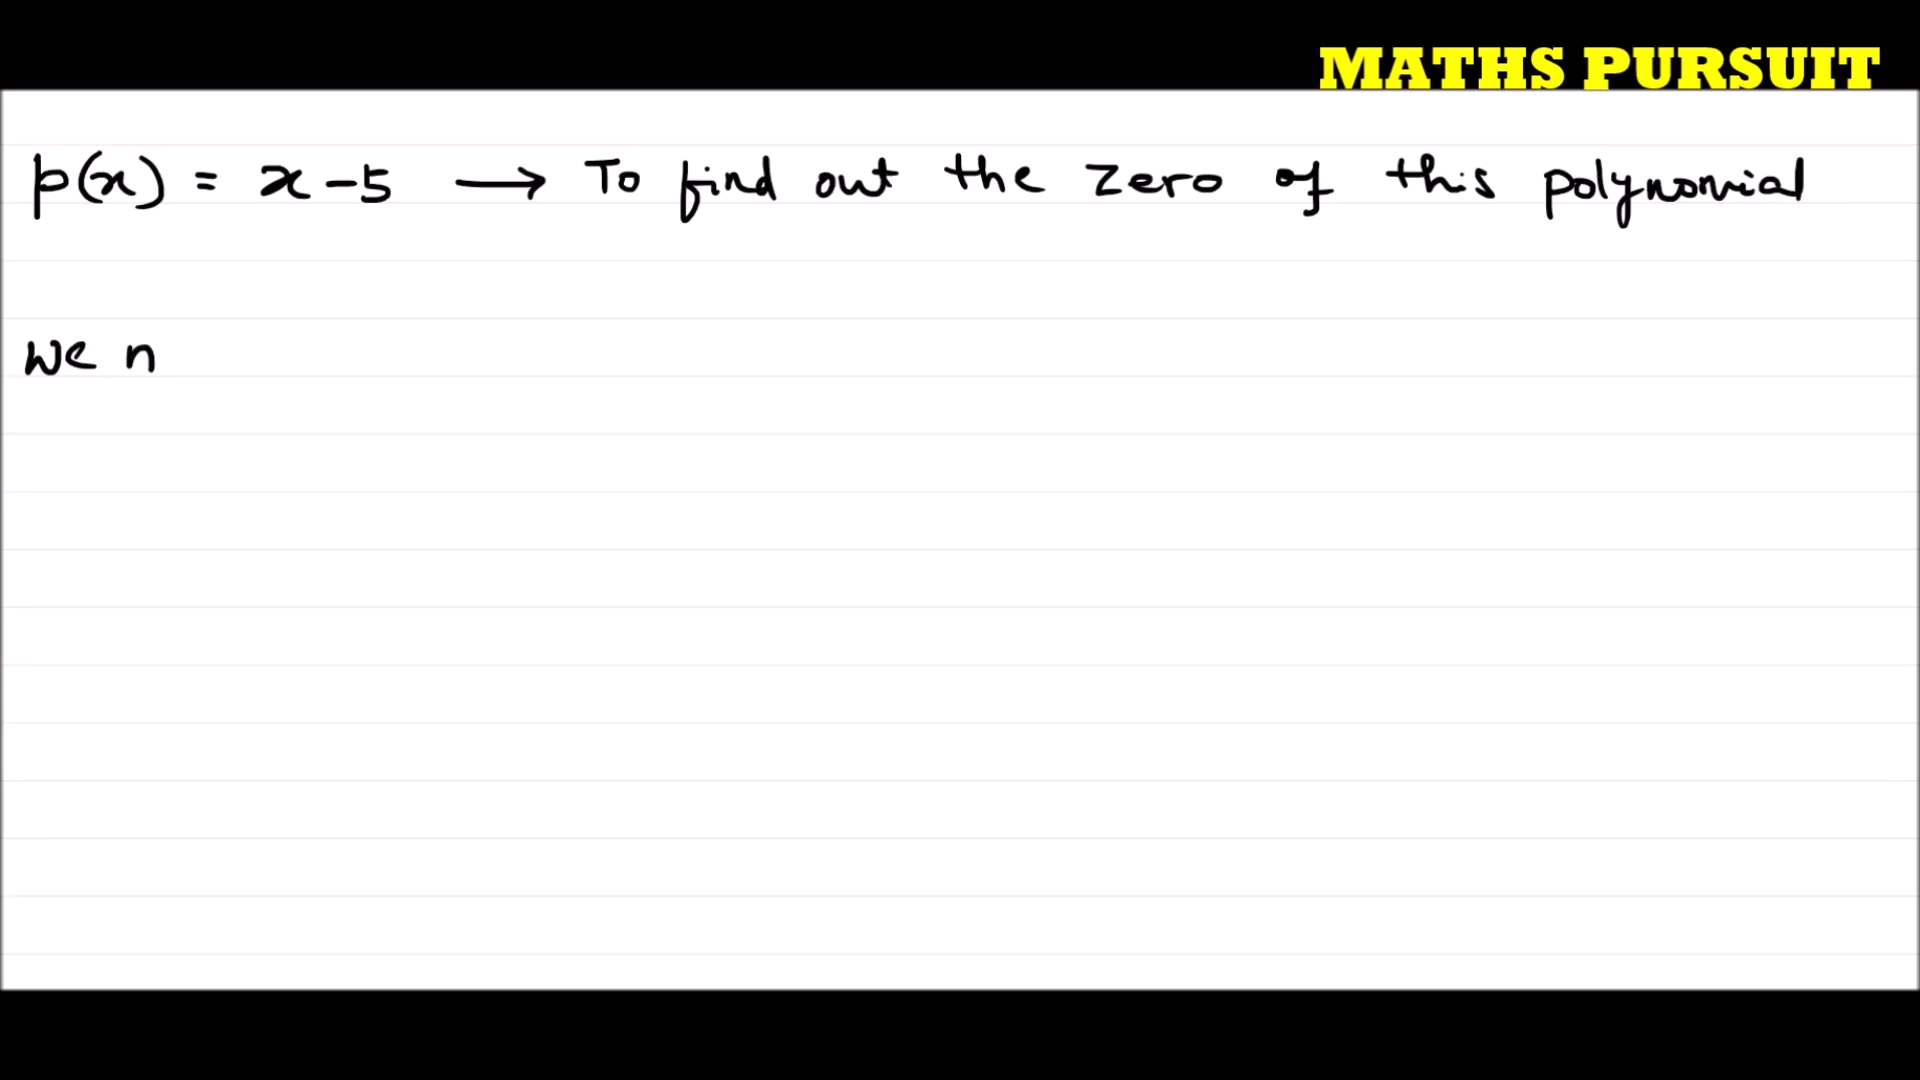 MATHS PURSUIT
p(x) = x - 5 → To find out the zero of this polynomial
We n